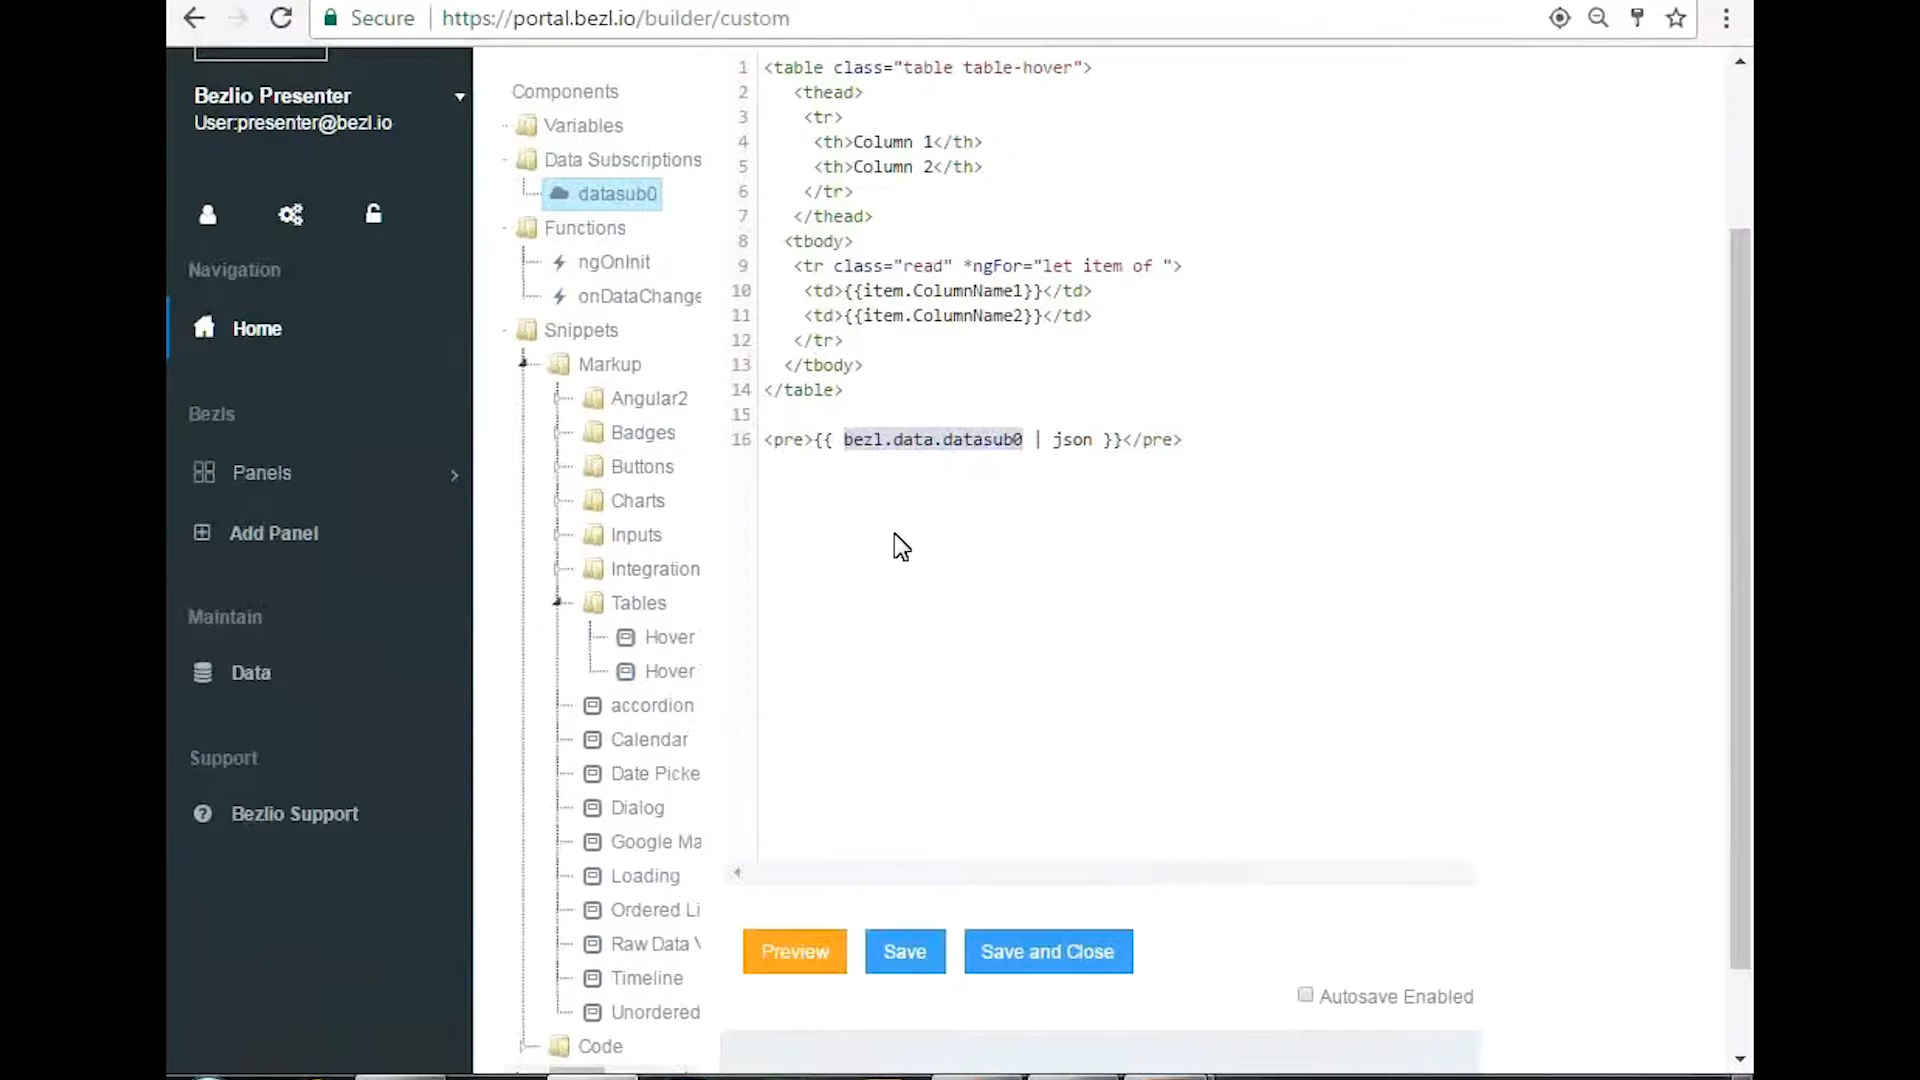 Secure https://portal.bezl.io/builder/custom
Bezlio Presenter
User:presenter@bezl.io
Navigation
Home
Bezls
Panels
Add Panel
Maintain
Data
Support
Bezlio Support
Components
Variables
Data Subscriptions
datasub0
Functions
ngOnInit
onDataChange
Snippets
Markup
Angular2
Badges
Buttons
Charts
Inputs
Integration
Tables
Hover
Hover
accordion
Calendar
Date Picke
Dialog
Google Ma
Loading
Ordered Li
Raw Data
Timeline
Unordered
Code
1 <table class="table table-hover">
2 <thead>
3 <tr>
4 <th>Column 1</th>
5 <th>Column 2</th>
6 </tr>
7 </thead>
8 <tbody>
9 <tr class="read" *ngFor="let item of ">
10 <td>{{item.ColumnName1}}</td>
11 <td>{{item.ColumnName2}}</td>
12 </tr>
13 </tbody>
14 </table>
15
16 <pre>{{ bezl.data.datasub0 | json }}</pre>
Preview Save Save and Close
Autosave Enabled